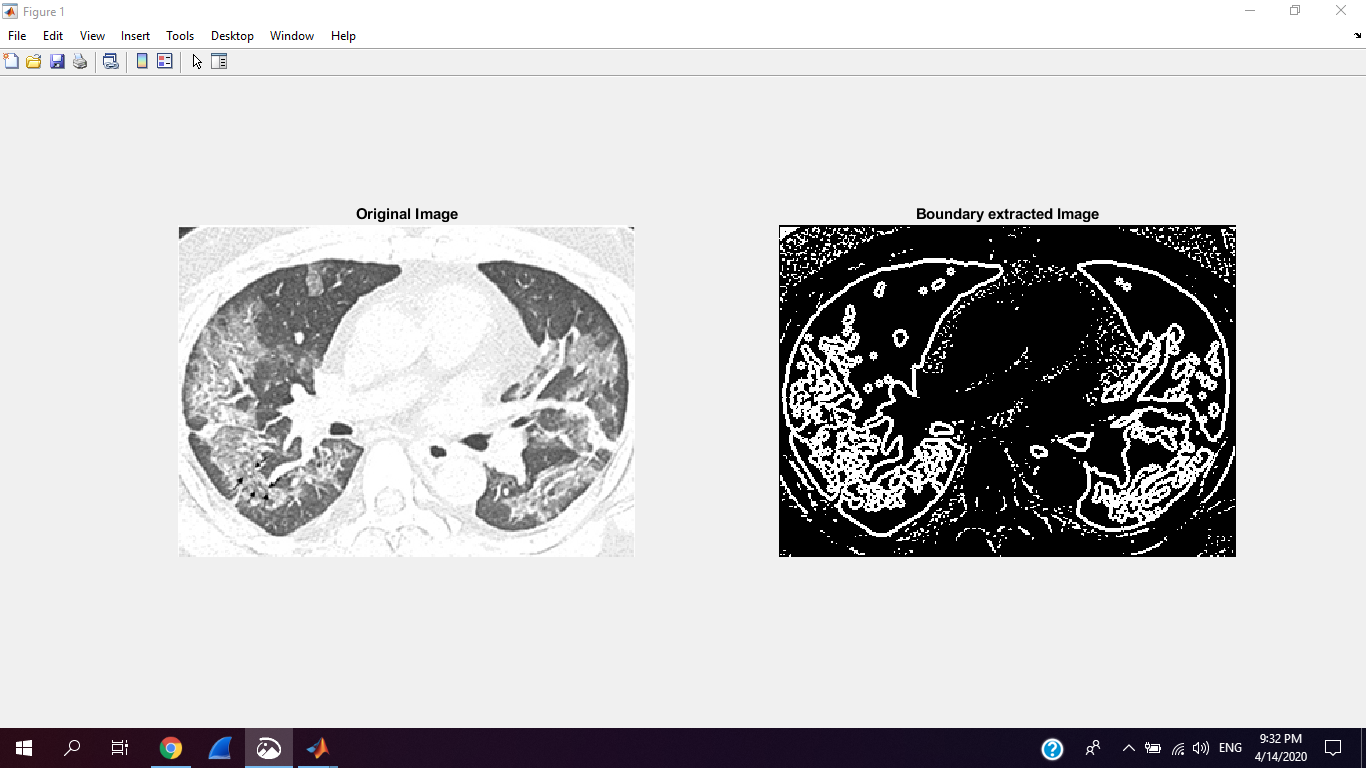 Figure 1
File Edit View Insert Tools Desktop Window Help
Original Image
Boundary extracted Image
9:32 PM
ENG
4/14/2020